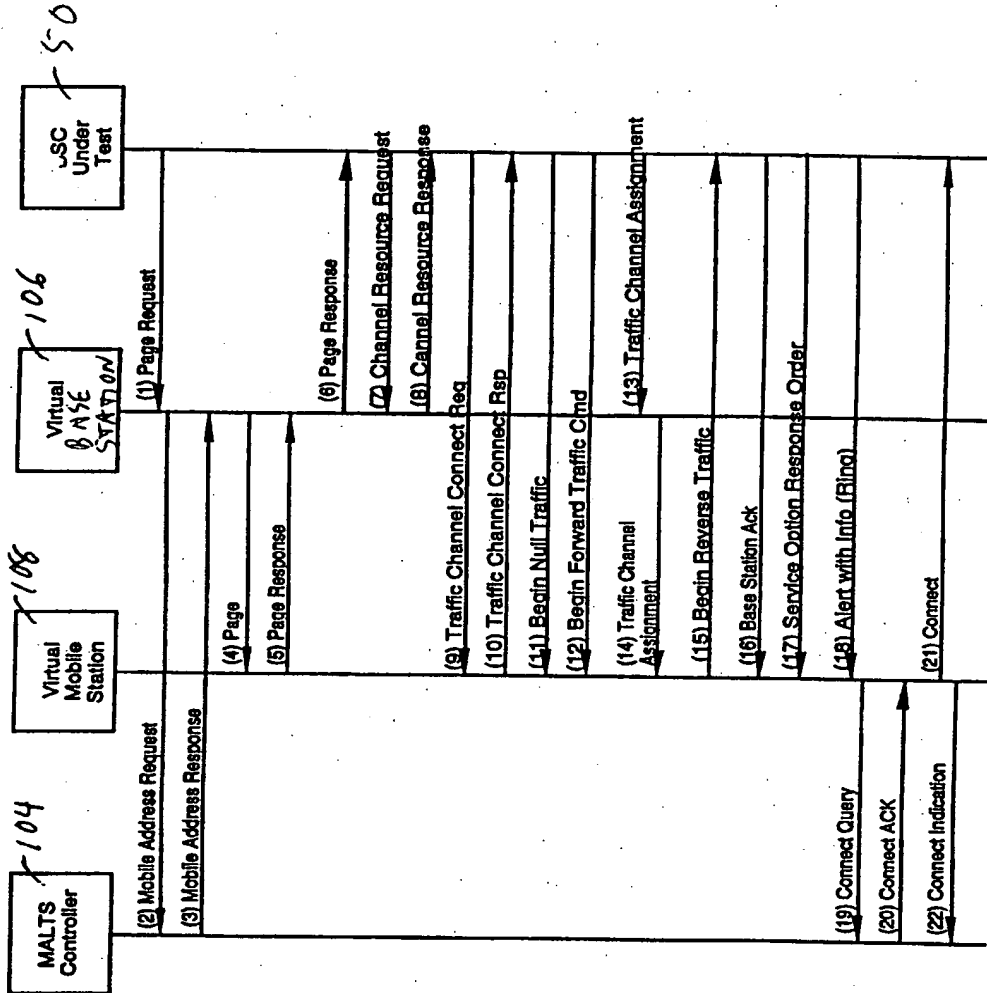 MALTS
Controller
104
Virtual
Mobile
Station
108
Virtual
BASE
STATION
106
BSC
Under
Test
50
(1) Page Request
(2) Mobile Address Request
(3) Mobile Address Response
(4) Page
(5) Page Response
(6) Page Response
(7) Channel Resource Request
(8) Cannel Resource Response
(9) Traffic Channel Connect Req
(10) Traffic Channel Connect Rsp
(11) Begin Null Traffic
(12) Begin Forward Traffic Cmd
(13) Traffic Channel Assignment
(14) Traffic Channel
Assignment
(15) Begin Reverse Traffic
(16) Base Station Ack
(17) Service Option Response Order
(18) Alert with Info (Ring)
(19) Connect Query
(20) Connect ACK
(21) Connect
(22) Connect Indication